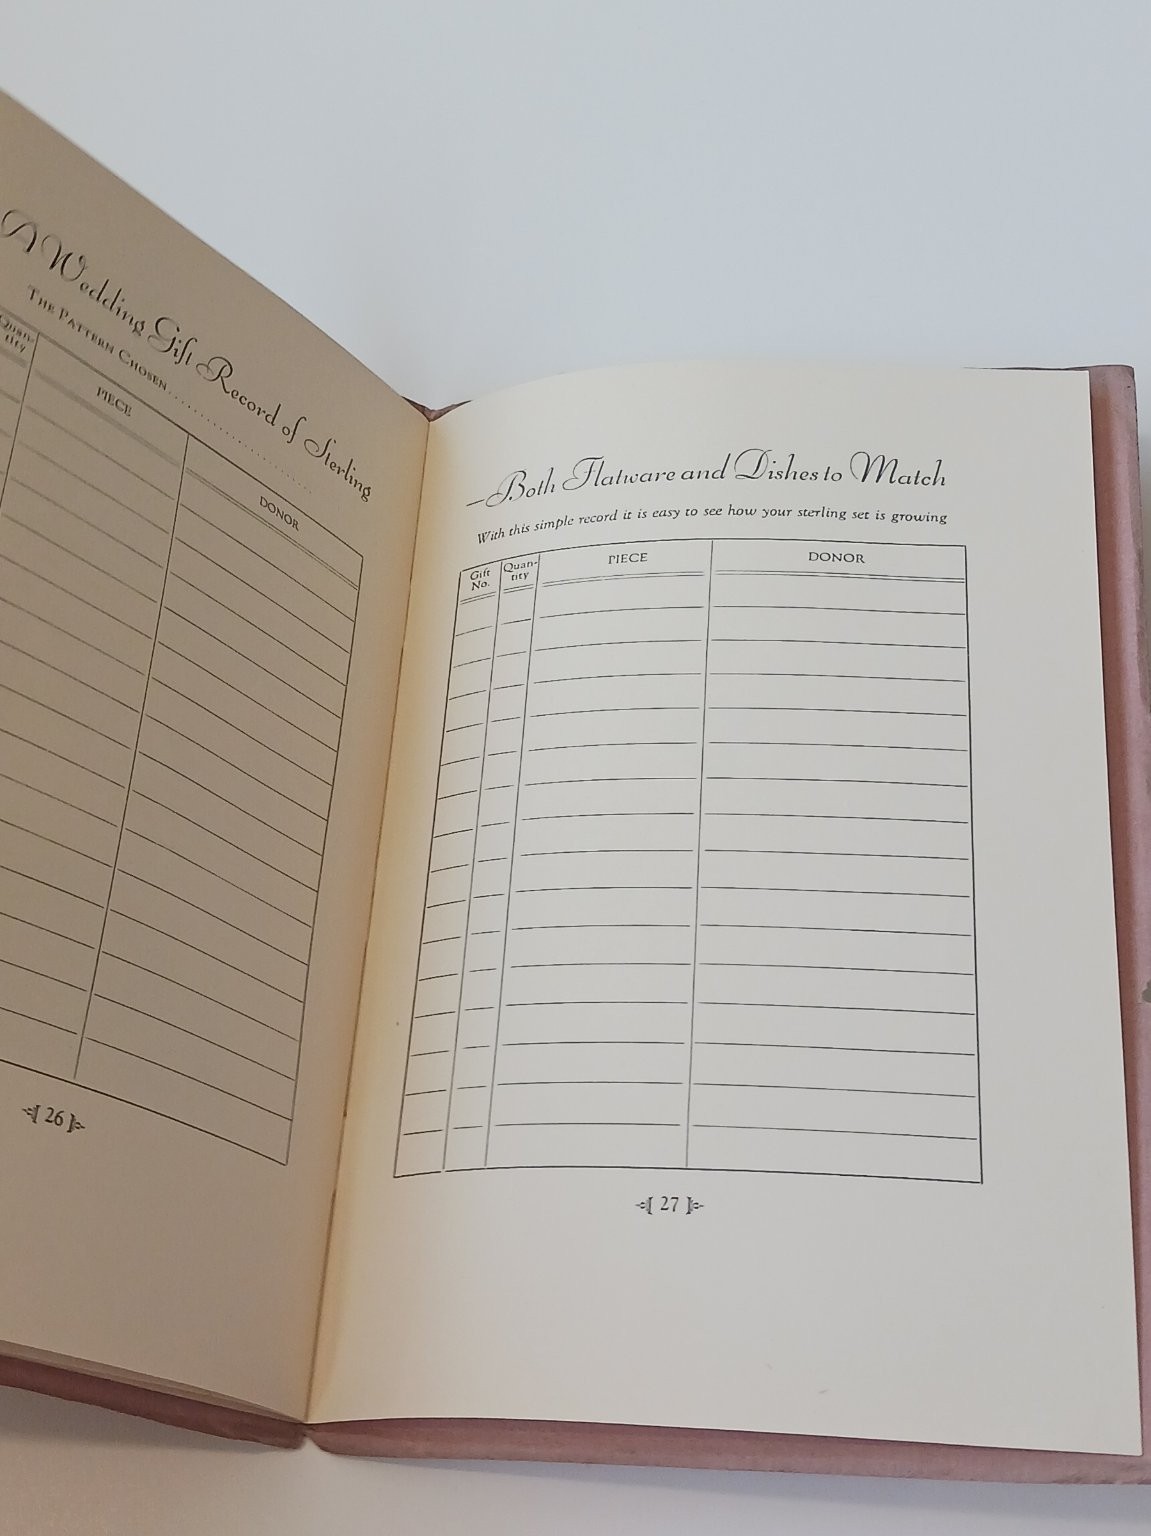 A Wedding Gift Record of Sterling
THE PATTERN CHOSEN
Quan-
tity
PIECE
DONOR
26
—Both Flatware and Dishes to Match
With this simple record it is easy to see how your sterling set is growing
Gift
No.
Quan-
tity
PIECE
DONOR
27